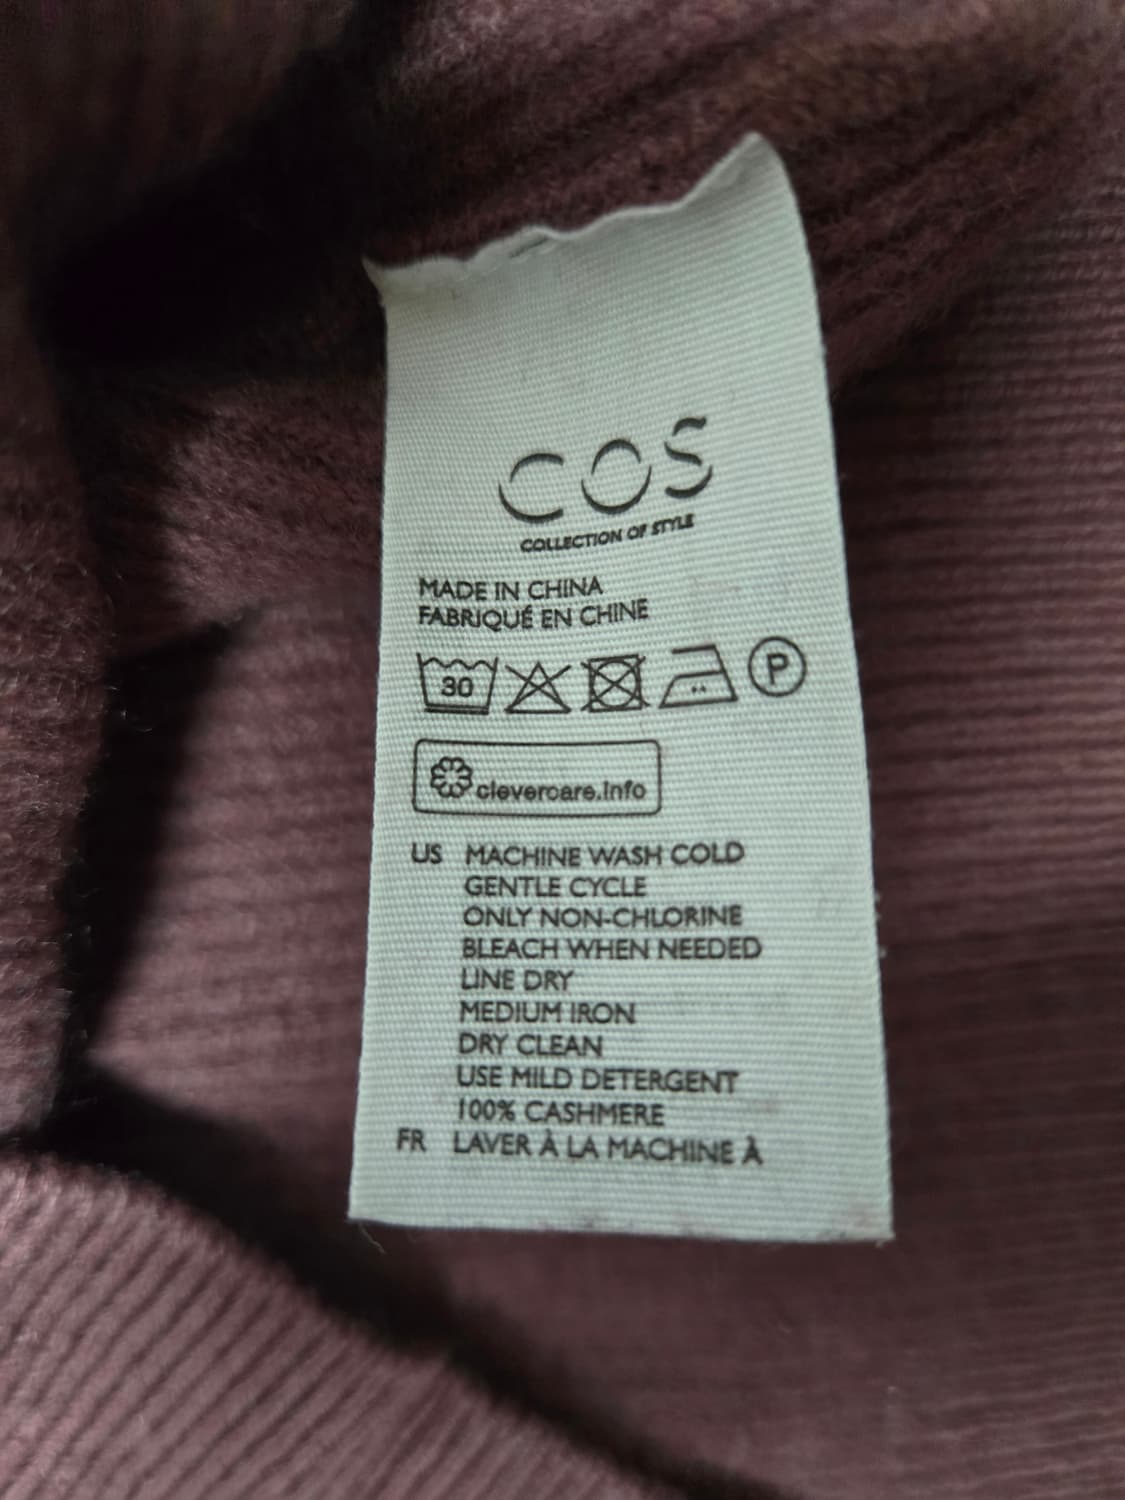 COS
COLLECTION OF STYLE
MADE IN CHINA
FABRIQUÉ EN CHINE
30 P
clevercare.info
US MACHINE WASH COLD
GENTLE CYCLE
ONLY NON-CHLORINE
BLEACH WHEN NEEDED
LINE DRY
MEDIUM IRON
DRY CLEAN
USE MILD DETERGENT
100% CASHMERE
FR LAVER À LA MACHINE À